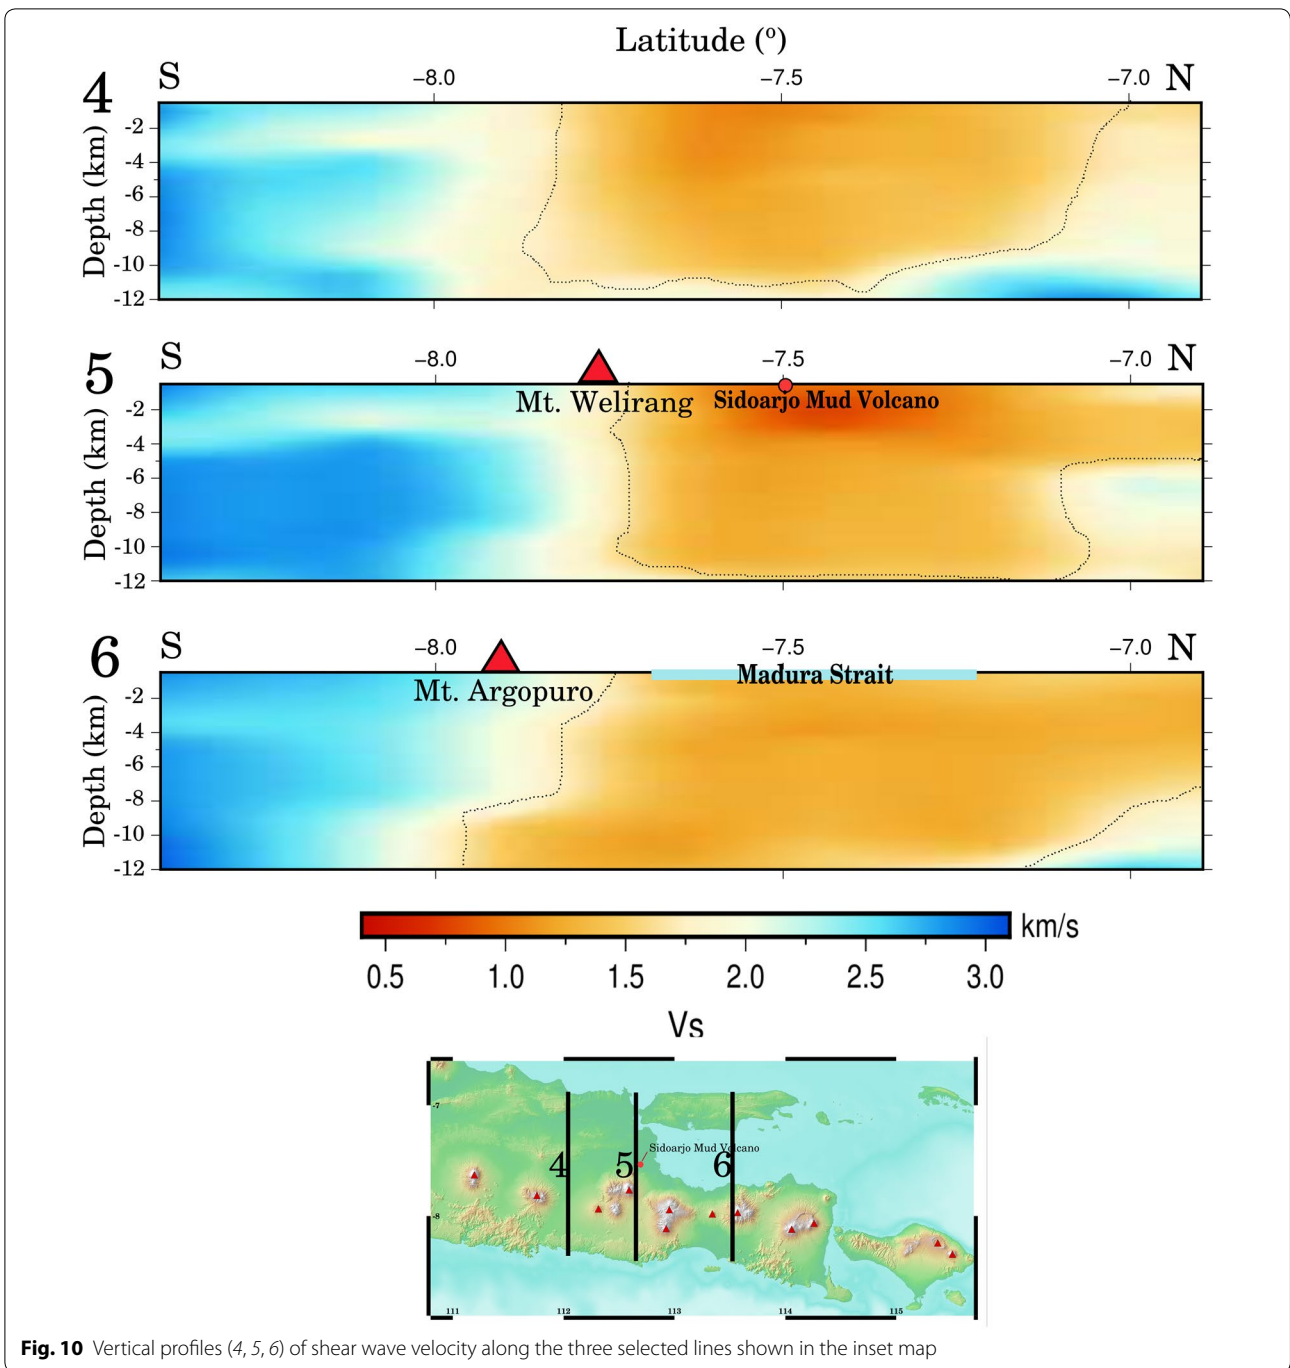 Latitude (º)
4
S
−8.0
−7.5
−7.0
N
Depth (km)
-2
-4
-6
-8
-10
-12
5
S
−8.0
−7.5
−7.0
N
Mt. Welirang
Sidoarjo Mud Volcano
Depth (km)
-2
-4
-6
-8
-10
-12
6
S
−8.0
−7.5
−7.0
N
Mt. Argopuro
Madura Strait
Depth (km)
-2
-4
-6
-8
-10
-12
km/s
0.5 1.0 1.5 2.0 2.5 3.0
Vs
-7
Sidoarjo Mud Volcano
4 5 6
-8
111 112 113 114 115
Fig. 10 Vertical profiles (4, 5, 6) of shear wave velocity along the three selected lines shown in the inset map